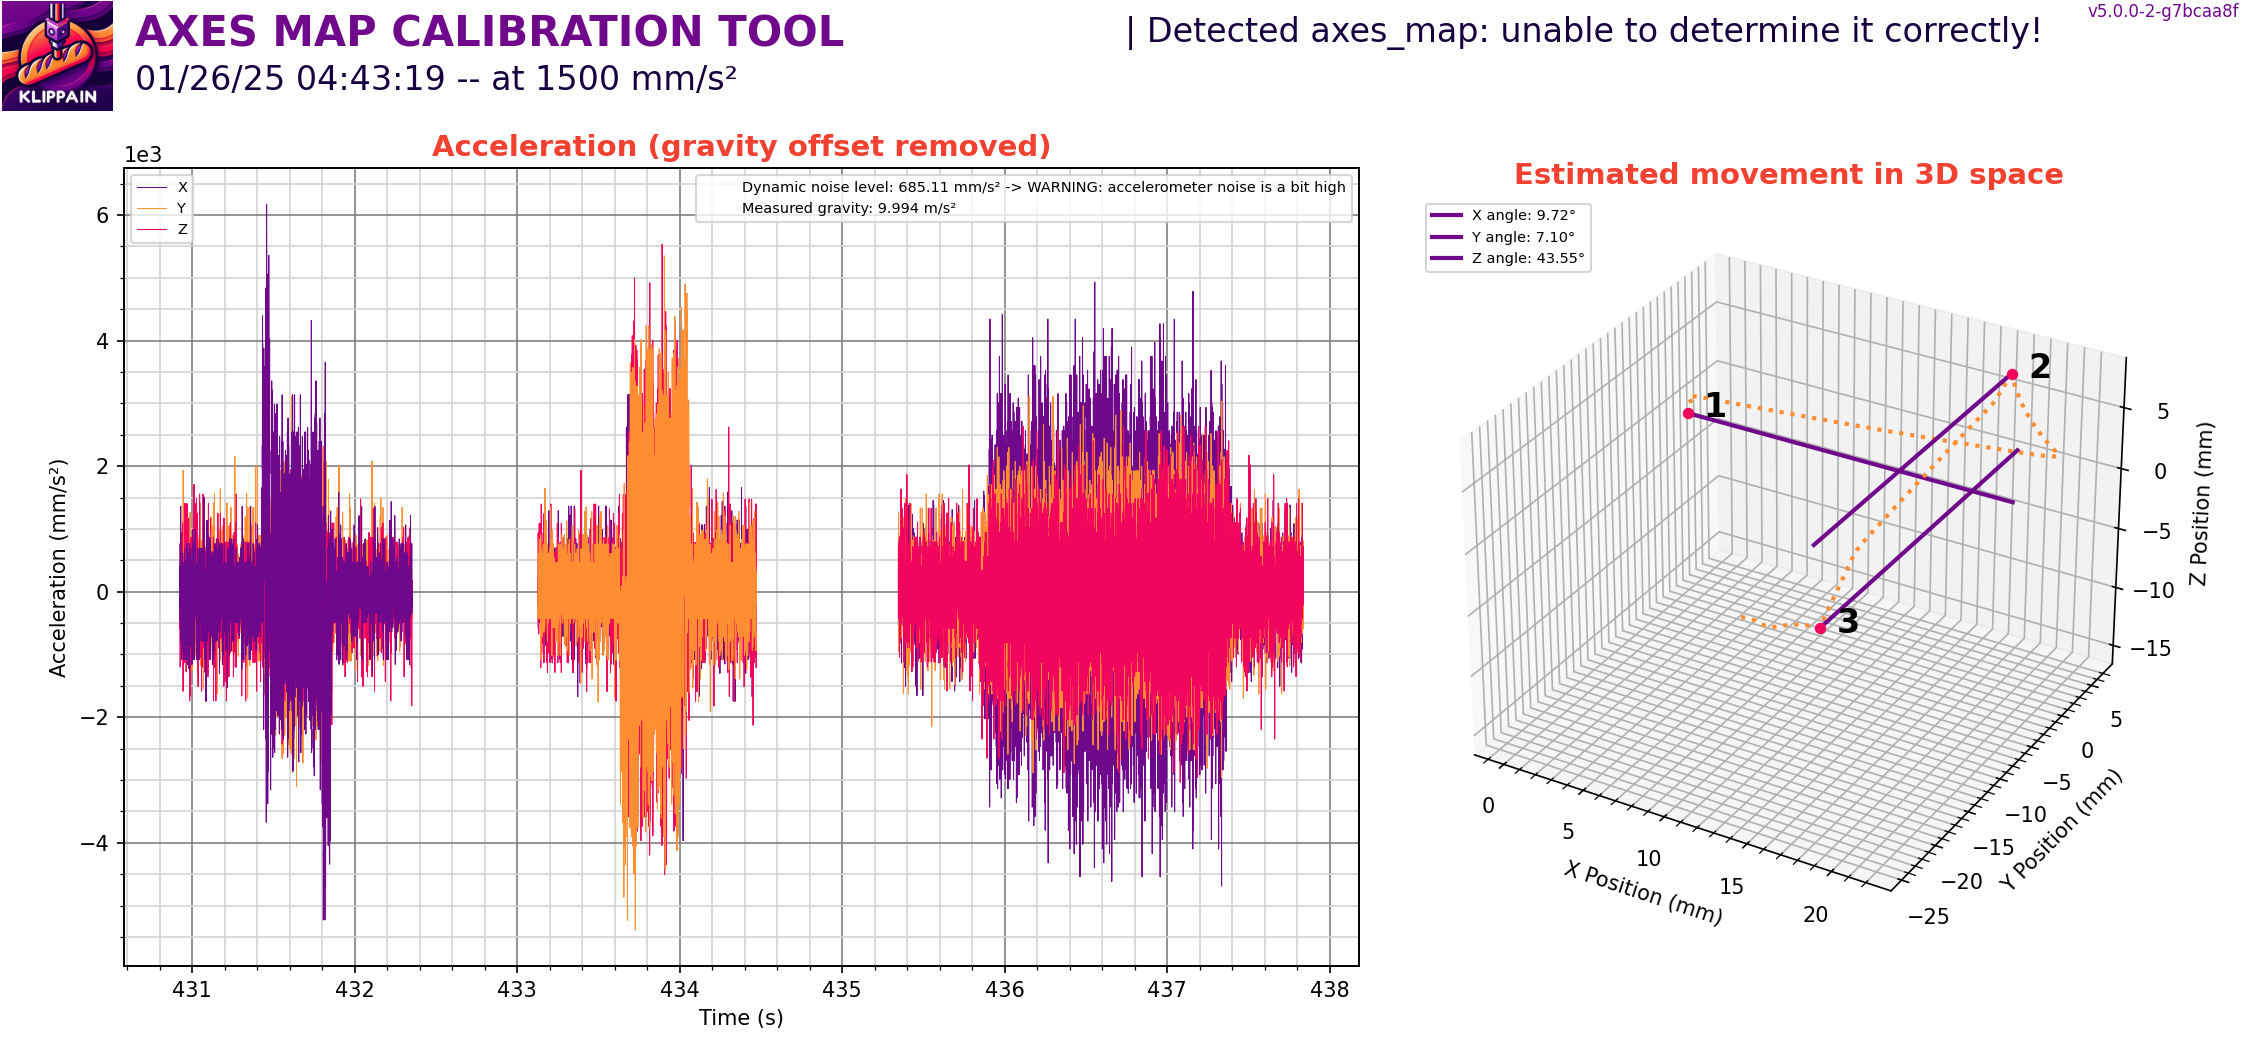 AXES MAP CALIBRATION TOOL
01/26/25 04:43:19 -- at 1500 mm/s²
| Detected axes_map: unable to determine it correctly!
v5.0.0-2-g7bcaa8f
KLIPPAIN
Acceleration (gravity offset removed)
1e3
X
Y
Z
Dynamic noise level: 685.11 mm/s² -> WARNING: accelerometer noise is a bit high
Measured gravity: 9.994 m/s²
6
4
2
0
−2
−4
Acceleration (mm/s²)
431
432
433
434
435
436
437
438
Time (s)
Estimated movement in 3D space
X angle: 9.72°
Y angle: 7.10°
Z angle: 43.55°
1
2
3
5
0
−5
−10
−15
Z Position (mm)
5
0
−5
−10
−15
−20
−25
Y Position (mm)
0
5
10
15
20
X Position (mm)